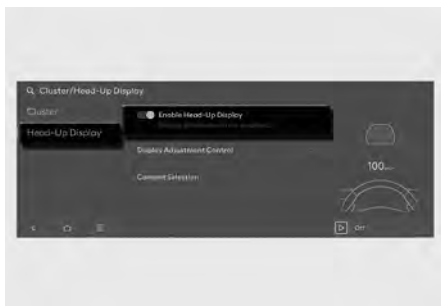 Cluster/Head-Up Display
Cluster
Head-Up Display
Enable Head-Up Display
Display Adjustment Control
Content Selection
100
Off